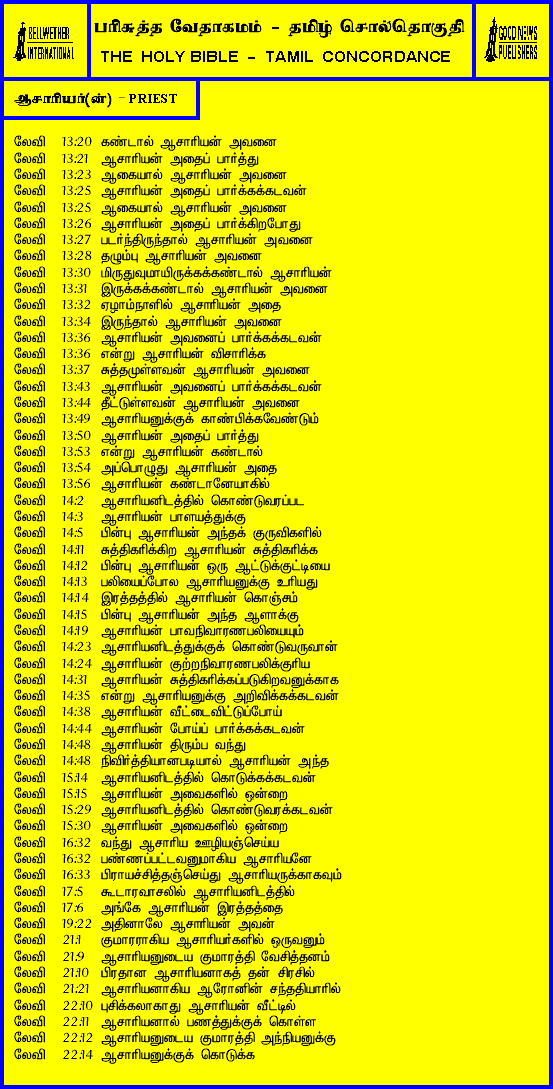 BELLWETHER
INTERNATIONAL
பரிசுத்த வேதாகமம் - தமிழ் சொல்தொகுதி
THE HOLY BIBLE - TAMIL CONCORDANCE
GOOD NEWS
PUBLISHERS
ஆசாரியர்(ன்) - PRIEST
லேவி 13:20 கண்டால் ஆசாரியன் அவனை
லேவி 13:21 ஆசாரியன் அதைப் பார்த்து
லேவி 13:23 ஆகையால் ஆசாரியன் அவனை
லேவி 13:25 ஆசாரியன் அதைப் பார்க்கக்கடவன்
லேவி 13:25 ஆகையால் ஆசாரியன் அவனை
லேவி 13:26 ஆசாரியன் அதைப் பார்க்கிறபோது
லேவி 13:27 படர்ந்திருந்தால் ஆசாரியன் அவனை
லேவி 13:28 தழும்பு ஆசாரியன் அவனை
லேவி 13:30 மிருதுவுமாயிருக்கக்கண்டால் ஆசாரியன்
லேவி 13:31 இருக்கக்கண்டால் ஆசாரியன் அவனை
லேவி 13:32 ஏழாம்நாளில் ஆசாரியன் அதை
லேவி 13:34 இருந்தால் ஆசாரியன் அவனை
லேவி 13:36 ஆசாரியன் அவனைப் பார்க்கக்கடவன்
லேவி 13:36 என்று ஆசாரியன் விசாரிக்க
லேவி 13:37 சுத்தமுள்ளவன் ஆசாரியன் அவனை
லேவி 13:43 ஆசாரியன் அவனைப் பார்க்கக்கடவன்
லேவி 13:44 தீட்டுள்ளவன் ஆசாரியன் அவனை
லேவி 13:49 ஆசாரியனுக்குக் காண்பிக்கவேண்டும்
லேவி 13:50 ஆசாரியன் அதைப் பார்த்து
லேவி 13:53 என்று ஆசாரியன் கண்டால்
லேவி 13:54 அப்பொழுது ஆசாரியன் அதை
லேவி 13:56 ஆசாரியன் கண்டானேயாகில்
லேவி 14:2 ஆசாரியனிடத்தில் கொண்டுவரப்பட
லேவி 14:3 ஆசாரியன் பாளயத்துக்கு
லேவி 14:5 பின்பு ஆசாரியன் அந்தக் குருவிகளில்
லேவி 14:11 சுத்திகரிக்கிற ஆசாரியன் சுத்திகரிக்க
லேவி 14:12 பின்பு ஆசாரியன் ஒரு ஆட்டுக்குட்டியை
லேவி 14:13 பலியைப்போல ஆசாரியனுக்கு உரியது
லேவி 14:14 இரத்தத்தில் ஆசாரியன் கொஞ்சம்
லேவி 14:15 பின்பு ஆசாரியன் அந்த ஆளாக்கு
லேவி 14:19 ஆசாரியன் பாவநிவாரணபலியையும்
லேவி 14:23 ஆசாரியனிடத்துக்குக் கொண்டுவருவான்
லேவி 14:24 ஆசாரியன் குற்றநிவாரணபலிக்குரிய
லேவி 14:31 ஆசாரியன் சுத்திகரிக்கப்படுகிறவனுக்காக
லேவி 14:35 என்று ஆசாரியனுக்கு அறிவிக்கக்கடவன்
லேவி 14:38 ஆசாரியன் வீட்டைவிட்டுப்போய்
லேவி 14:44 ஆசாரியன் போய்ப் பார்க்கக்கடவன்
லேவி 14:48 ஆசாரியன் திரும்ப வந்து
லேவி 14:48 நிவிர்த்தியானபடியால் ஆசாரியன் அந்த
லேவி 15:14 ஆசாரியனிடத்தில் கொடுக்கக்கடவன்
லேவி 15:15 ஆசாரியன் அவைகளில் ஒன்றை
லேவி 15:29 ஆசாரியனிடத்தில் கொண்டுவரக்கடவன்
லேவி 15:30 ஆசாரியன் அவைகளில் ஒன்றை
லேவி 16:32 வந்து ஆசாரிய ஊழியஞ்செய்ய
லேவி 16:32 பண்ணப்பட்டவனுமாகிய ஆசாரியனே
லேவி 16:33 பிராயச்சித்தஞ்செய்து ஆசாரியருக்காகவும்
லேவி 17:5 கூடாரவாசலில் ஆசாரியனிடத்தில்
லேவி 17:6 அங்கே ஆசாரியன் இரத்தத்தை
லேவி 19:22 அதினாலே ஆசாரியன் அவன்
லேவி 21:1 குமாரராகிய ஆசாரியர்களில் ஒருவனும்
லேவி 21:9 ஆசாரியனுடைய குமாரத்தி வேசித்தனம்
லேவி 21:10 பிரதான ஆசாரியனாகத் தன் சிரசில்
லேவி 21:21 ஆசாரியனாகிய ஆரோனின் சந்ததியாரில்
லேவி 22:10 புசிக்கலாகாது ஆசாரியன் வீட்டில்
லேவி 22:11 ஆசாரியனால் பணத்துக்குக் கொள்ள
லேவி 22:12 ஆசாரியனுடைய குமாரத்தி அந்நியனுக்கு
லேவி 22:14 ஆசாரியனுக்குக் கொடுக்க